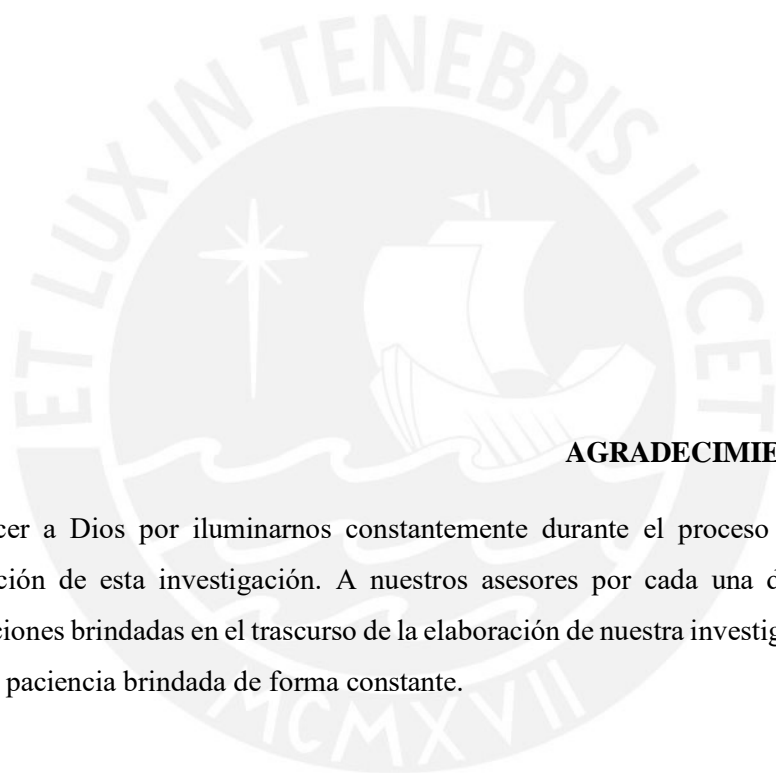 ET LUX IN TENEBRIS LUCET
MCMXVII
AGRADECIMIE
cer a Dios por iluminarnos constantemente durante el proceso
ción de esta investigación. A nuestros asesores por cada una d
ciones brindadas en el trascurso de la elaboración de nuestra investig
paciencia brindada de forma constante.